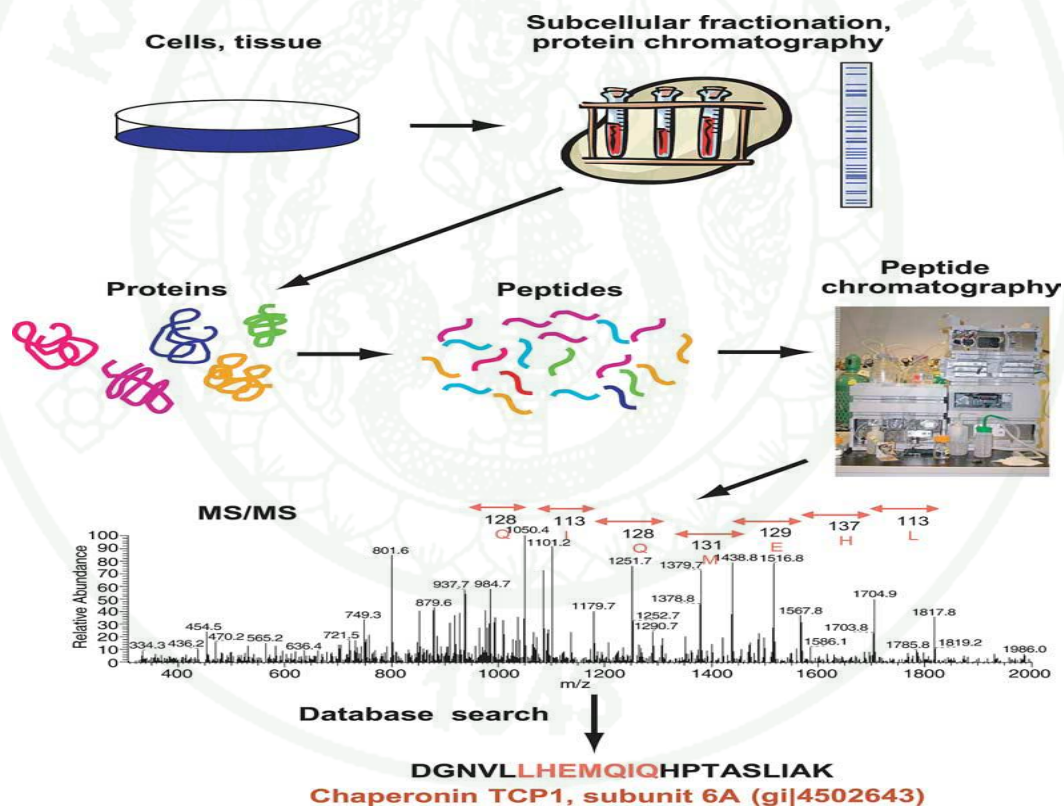 Cells, tissue
Subcellular fractionation,
protein chromatography
Proteins
Peptides
Peptide
chromatography
MS/MS
128
Q
113
I
128
Q
131
M
129
E
137
H
113
L
Relative Abundance
100
90
80
70
60
50
40
30
20
10
0
334.3
436.2
454.5
470.2
565.2
636.4
721.5
749.3
801.6
879.6
937.7
984.7
1050.4
1101.2
1179.7
1251.7
1252.7
1290.7
1378.8
1379.7
1438.8
1516.8
1567.8
1586.1
1703.8
1704.9
1785.8
1817.8
1819.2
1986.0
400
600
800
1000
1200
1400
1600
1800
2000
m/z
Database search
DGNVLLHEMQIQHPTASLIAK
Chaperonin TCP1, subunit 6A (gi|4502643)
1943